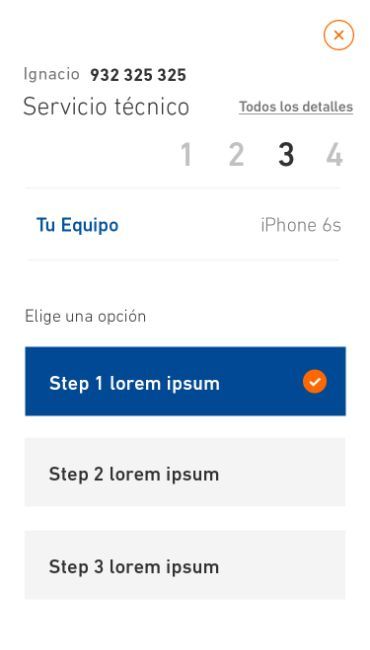 Ignacio 932 325 325
Servicio técnico Todos los detalles
1 2 3 4
Tu Equipo iPhone 6s
Elige una opción
Step 1 lorem ipsum
Step 2 lorem ipsum
Step 3 lorem ipsum